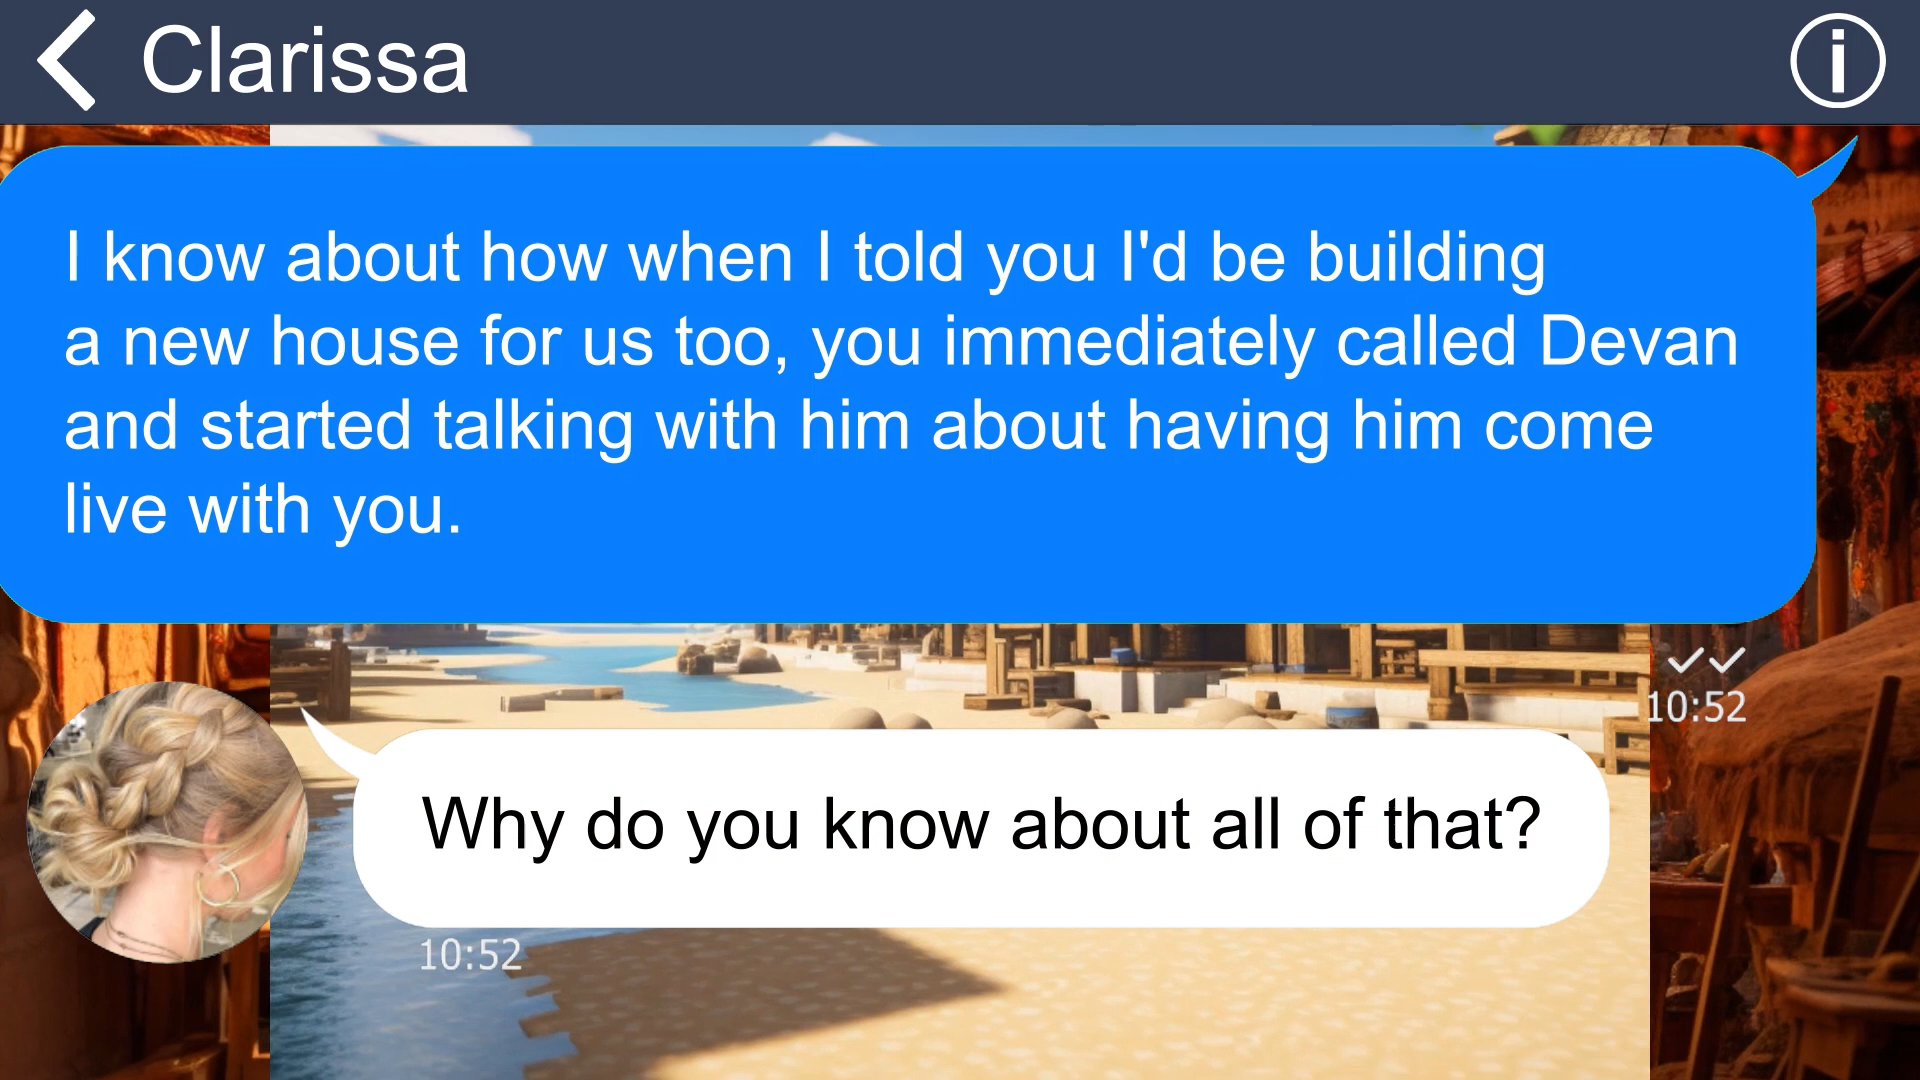 Clarissa
I know about how when I told you I'd be building
a new house for us too, you immediately called Devan
and started talking with him about having him come
live with you.
10:52
Why do you know about all of that?
10:52